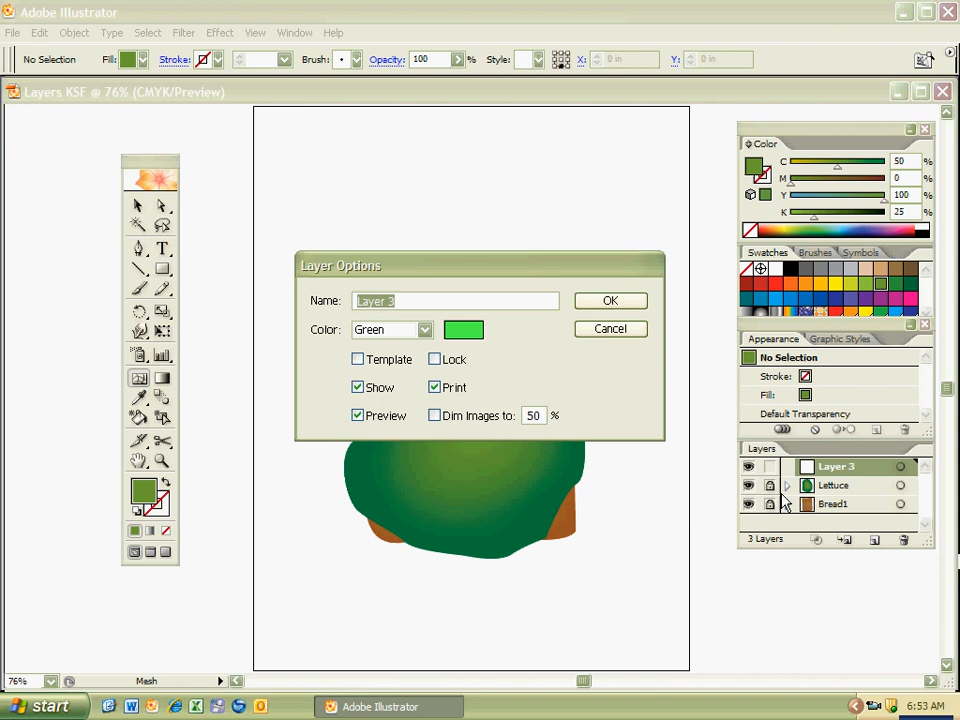 Adobe Illustrator
File Edit Object Type Select Filter Effect View Window Help
No Selection Fill: Stroke: Brush: Opacity: 100 % Style: X: 0 in Y: 0 in
Layers KSF @ 76% (CMYK/Preview)
Color
C 50 %
M 0 %
Y 100 %
K 25 %
Swatches Brushes Symbols
Layer Options
Name: Layer 3 OK
Color: Green Cancel
Template Lock
Show Print
Preview Dim Images to: 50 %
Appearance Graphic Styles
No Selection
Stroke:
Fill:
Default Transparency
Layers
Layer 3
Lettuce
Bread1
3 Layers
76% Mesh
start Adobe Illustrator 6:53 AM